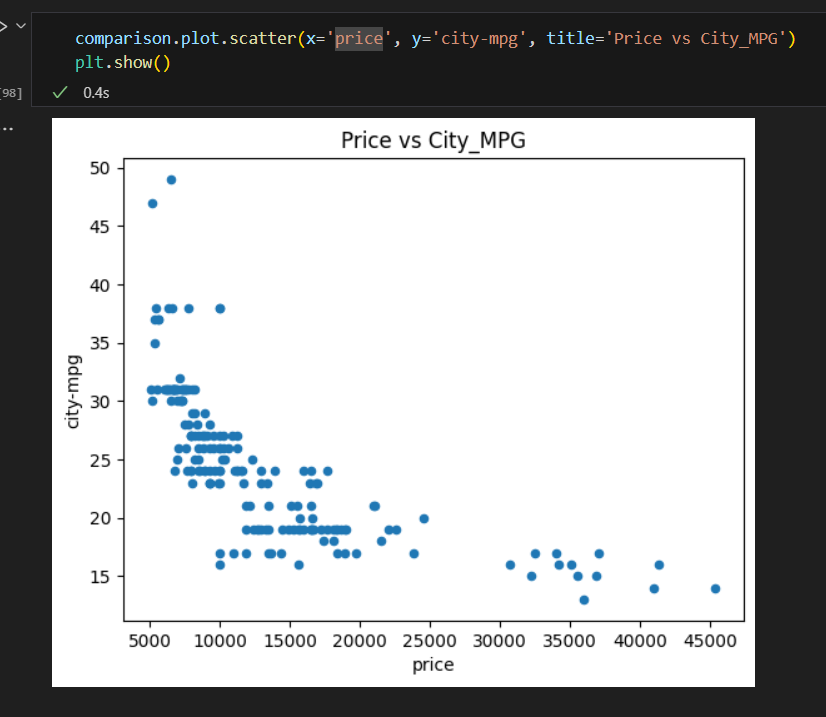 comparison.plot.scatter(x='price', y='city-mpg', title='Price vs City_MPG')
plt.show()
[98]
0.4s
Price vs City_MPG
50
45
40
35
30
25
20
15
city-mpg
5000 10000 15000 20000 25000 30000 35000 40000 45000
price